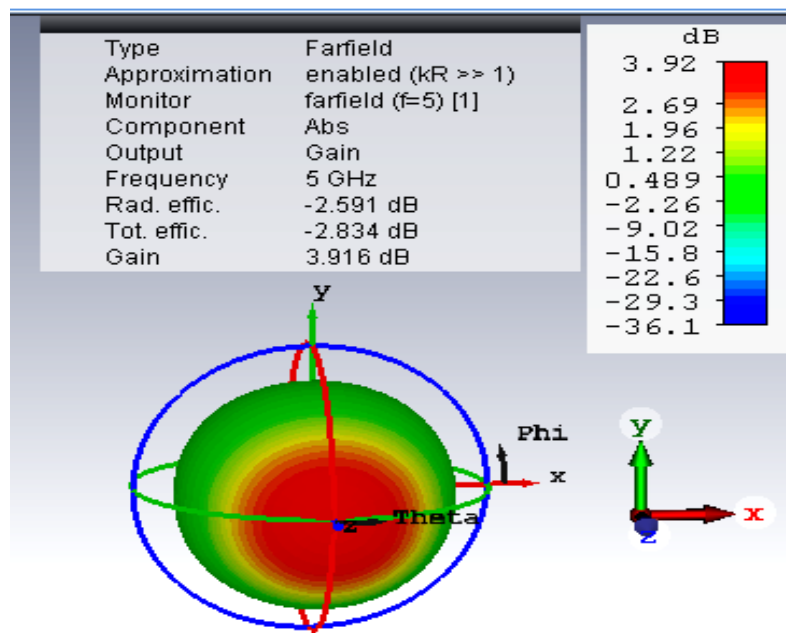 Type Farfield
Approximation enabled (kR >> 1)
Monitor farfield (f=5) [1]
Component Abs
Output Gain
Frequency 5 GHz
Rad. effic. -2.591 dB
Tot. effic. -2.834 dB
Gain 3.916 dB
dB
3.92
2.69
1.96
1.22
0.489
-2.26
-9.02
-15.8
-22.6
-29.3
-36.1
y
Phi
x
z Theta
y
x
z